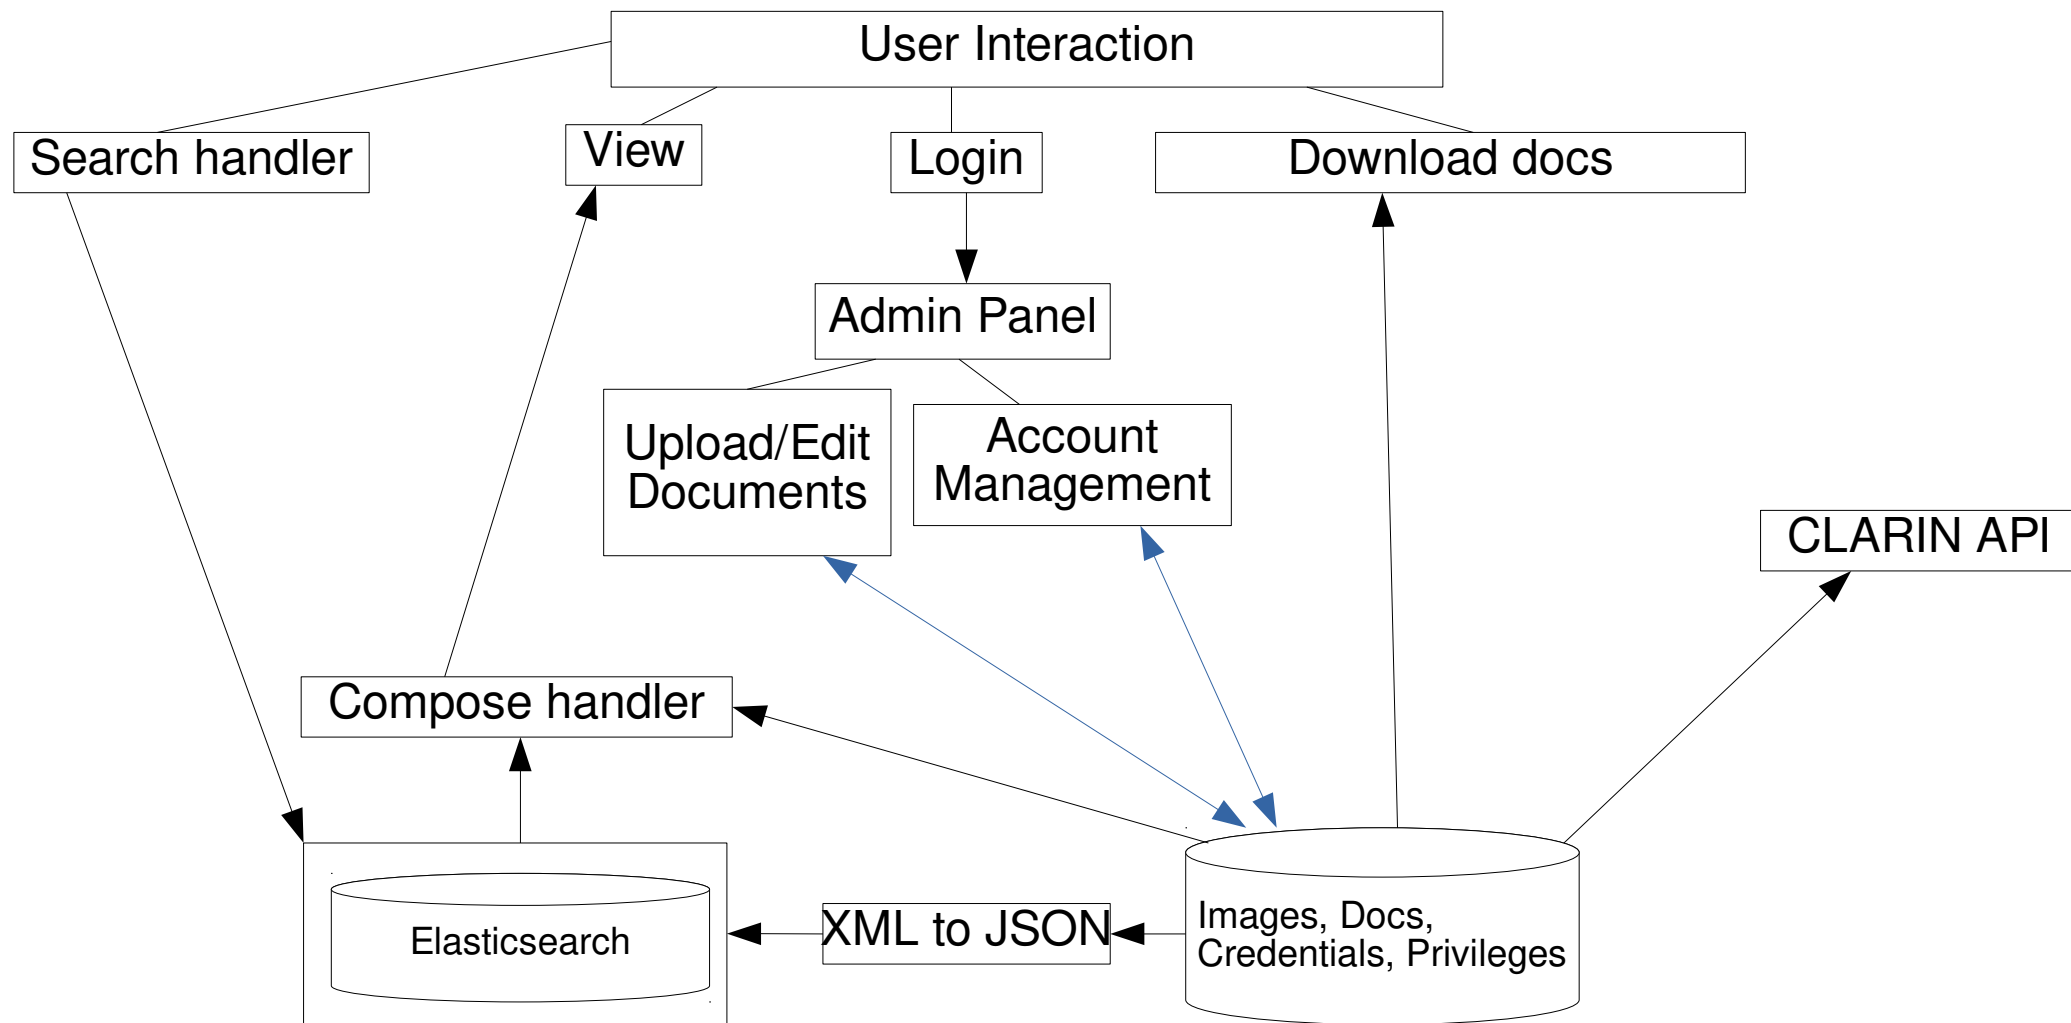 User Interaction
Search handler
View
Login
Download docs
Admin Panel
Upload/Edit
Documents
Account
Management
CLARIN API
Compose handler
Elasticsearch
XML to JSON
Images, Docs,
Credentials, Privileges